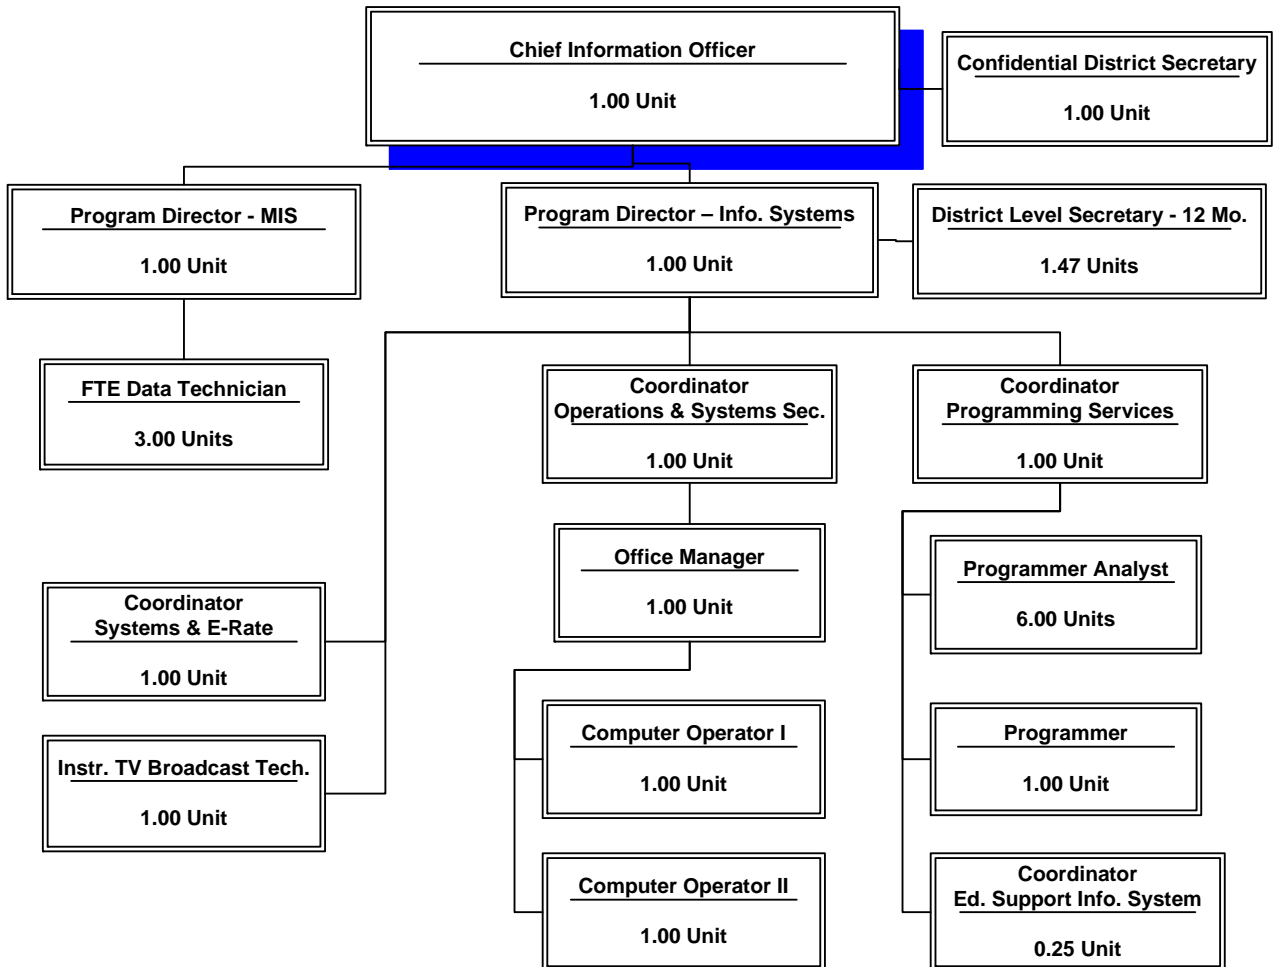 Chief Information Officer
1.00 Unit
Confidential District Secretary
1.00 Unit
Program Director - MIS
1.00 Unit
Program Director – Info. Systems
1.00 Unit
District Level Secretary - 12 Mo.
1.47 Units
FTE Data Technician
3.00 Units
Coordinator
Operations & Systems Sec.
1.00 Unit
Coordinator
Programming Services
1.00 Unit
Office Manager
1.00 Unit
Programmer Analyst
6.00 Units
Coordinator
Systems & E-Rate
1.00 Unit
Computer Operator I
1.00 Unit
Programmer
1.00 Unit
Instr. TV Broadcast Tech.
1.00 Unit
Computer Operator II
1.00 Unit
Coordinator
Ed. Support Info. System
0.25 Unit